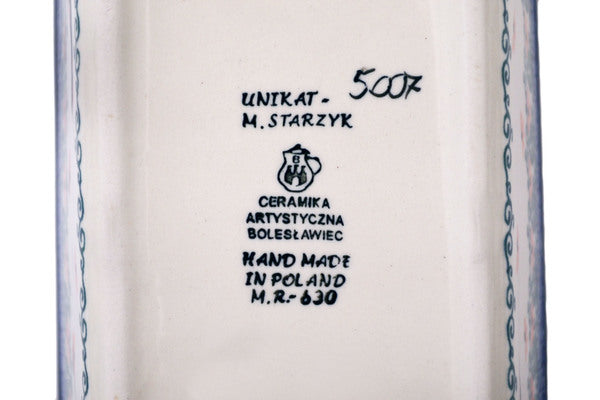 UNIKAT - 5007
M. STARZYK
B
CERAMIKA
ARTYSTYCZNA
BOLESŁAWIEC
HAND MADE
IN POLAND
M.R.-630